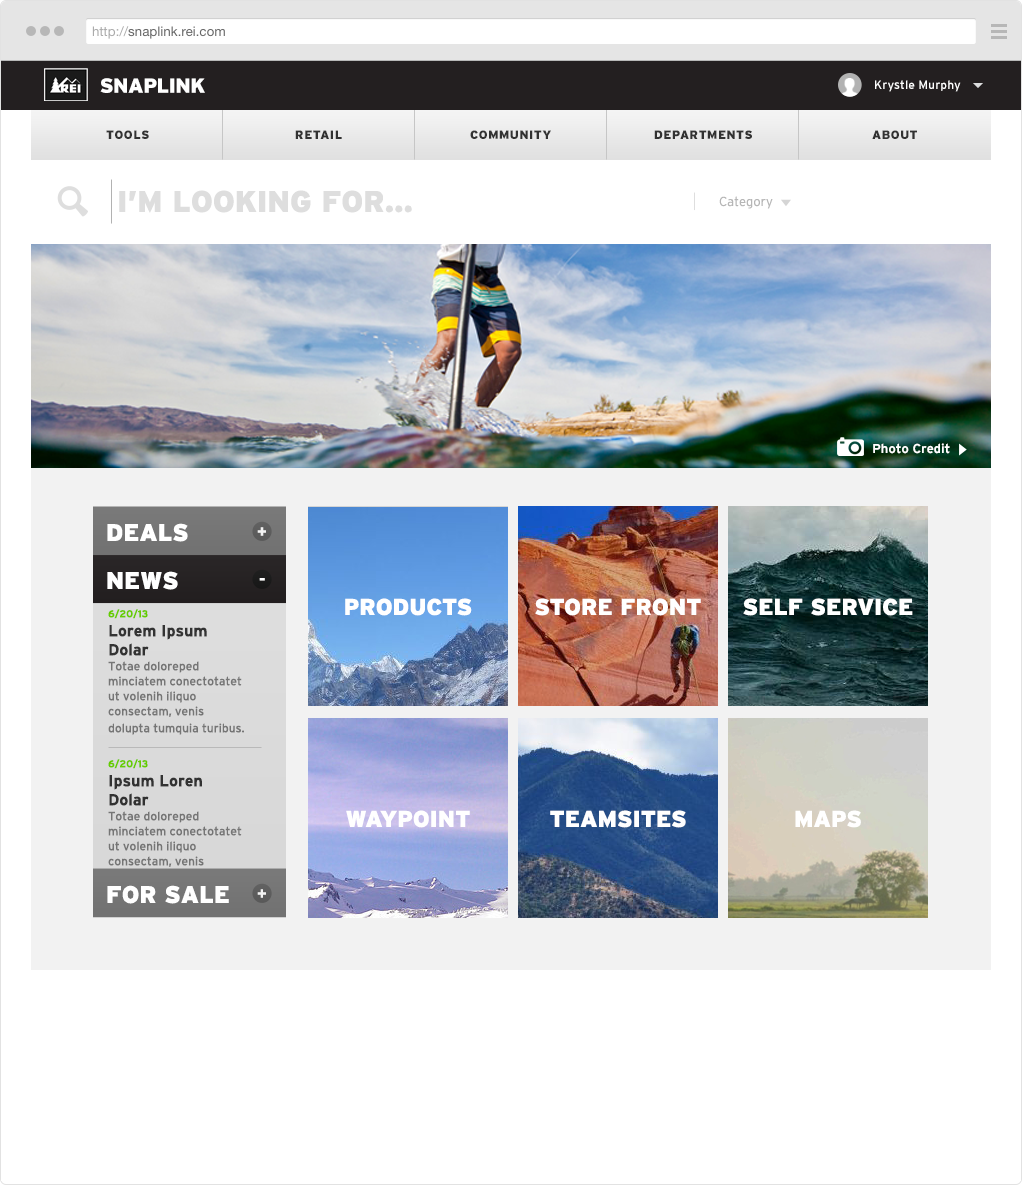 http://snaplink.rei.com
REI SNAPLINK
Krystle Murphy
TOOLS
RETAIL
COMMUNITY
DEPARTMENTS
ABOUT
I'M LOOKING FOR...
Category
Photo Credit
DEALS +
NEWS -
6/20/13
Lorem Ipsum
Dolar
Totae doloreped
minciatem conectotatet
ut volenih iliquo
consectam, venis
dolupta tumquia turibus.
6/20/13
Ipsum Loren
Dolar
Totae doloreped
minciatem conectotatet
ut volenih iliquo
consectam, venis
FOR SALE +
PRODUCTS
STORE FRONT
SELF SERVICE
WAYPOINT
TEAMSITES
MAPS